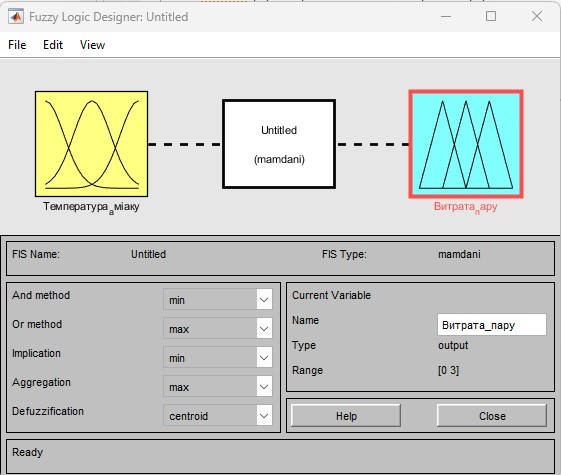 Fuzzy Logic Designer: Untitled
File Edit View
Untitled
(mamdani)
Температураₐміаку
Витратаₙару
FIS Name: Untitled FIS Type: mamdani
And method min
Or method max
Implication min
Aggregation max
Defuzzification centroid
Current Variable
Name Витрата_пару
Type output
Range [0 3]
Help Close
Ready